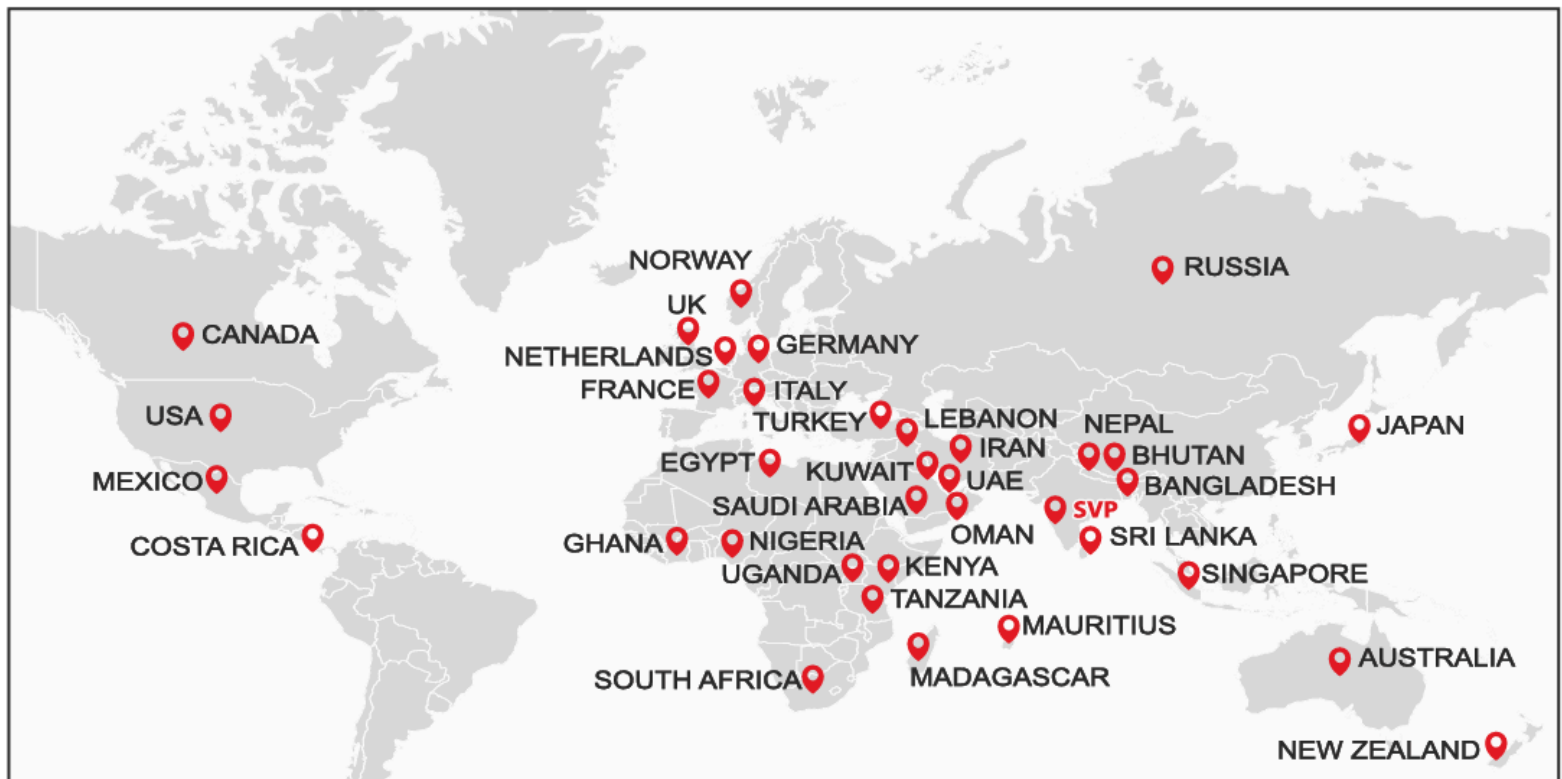 NORWAY
RUSSIA
UK
CANADA
GERMANY
NETHERLANDS
FRANCE
ITALY
USA
TURKEY
LEBANON
NEPAL
JAPAN
IRAN
BHUTAN
EGYPT
KUWAIT
UAE
MEXICO
BANGLADESH
SAUDI ARABIA
SVP
OMAN
SRI LANKA
COSTA RICA
GHANA
NIGERIA
UGANDA
KENYA
SINGAPORE
TANZANIA
MAURITIUS
AUSTRALIA
SOUTH AFRICA
MADAGASCAR
NEW ZEALAND